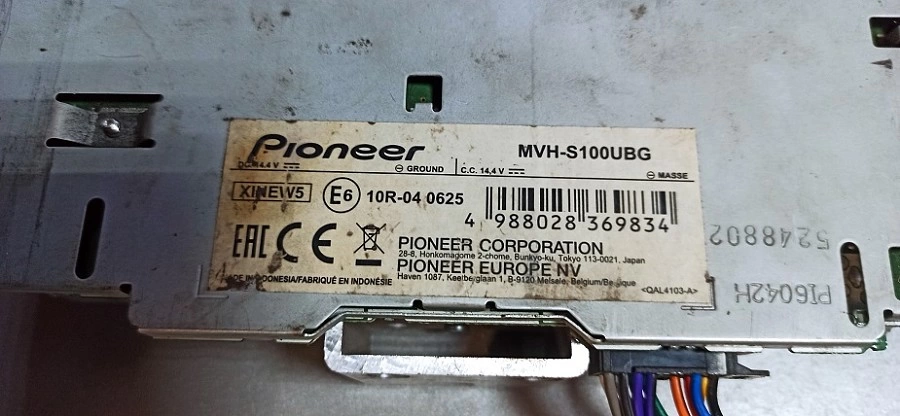 Pioneer MVH-S100UBG
DC 14.4 V ⎓ ⊖ GROUND C.C. 14,4 V ⎓ ⊖ MASSE
XINEW5 E6 10R-04 0625
4 988028 369834
EAC CE
PIONEER CORPORATION
28-8, Honkomagome 2-chome, Bunkyo-ku, Tokyo 113-0021, Japan
PIONEER EUROPE NV
Haven 1087, Keetberglaan 1, B-9120 Melsele, Belgium/Belgique
MADE IN INDONESIA/FABRIQUÉ EN INDONÉSIE
<QAL4103-A>
5248802
PI6042H